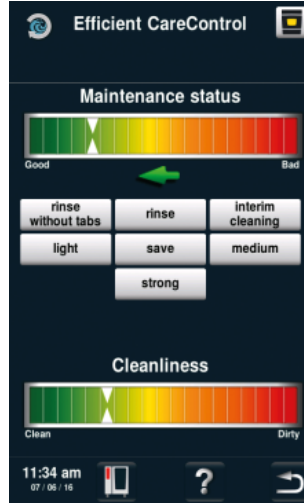 Efficient CareControl
Maintenance status
Good Bad
rinse without tabs
rinse
interim cleaning
light
save
medium
strong
Cleanliness
Clean Dirty
11:34 am
07 / 06 / 16
?